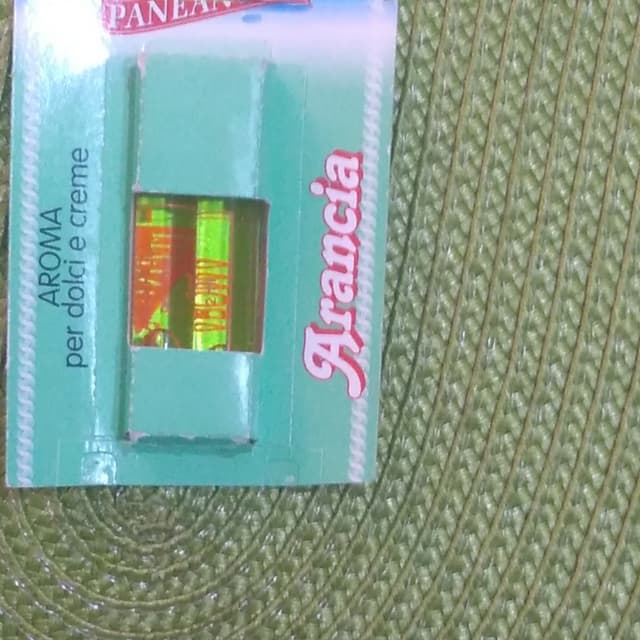 PANEAN
AROMA
per dolci e creme
Arancia